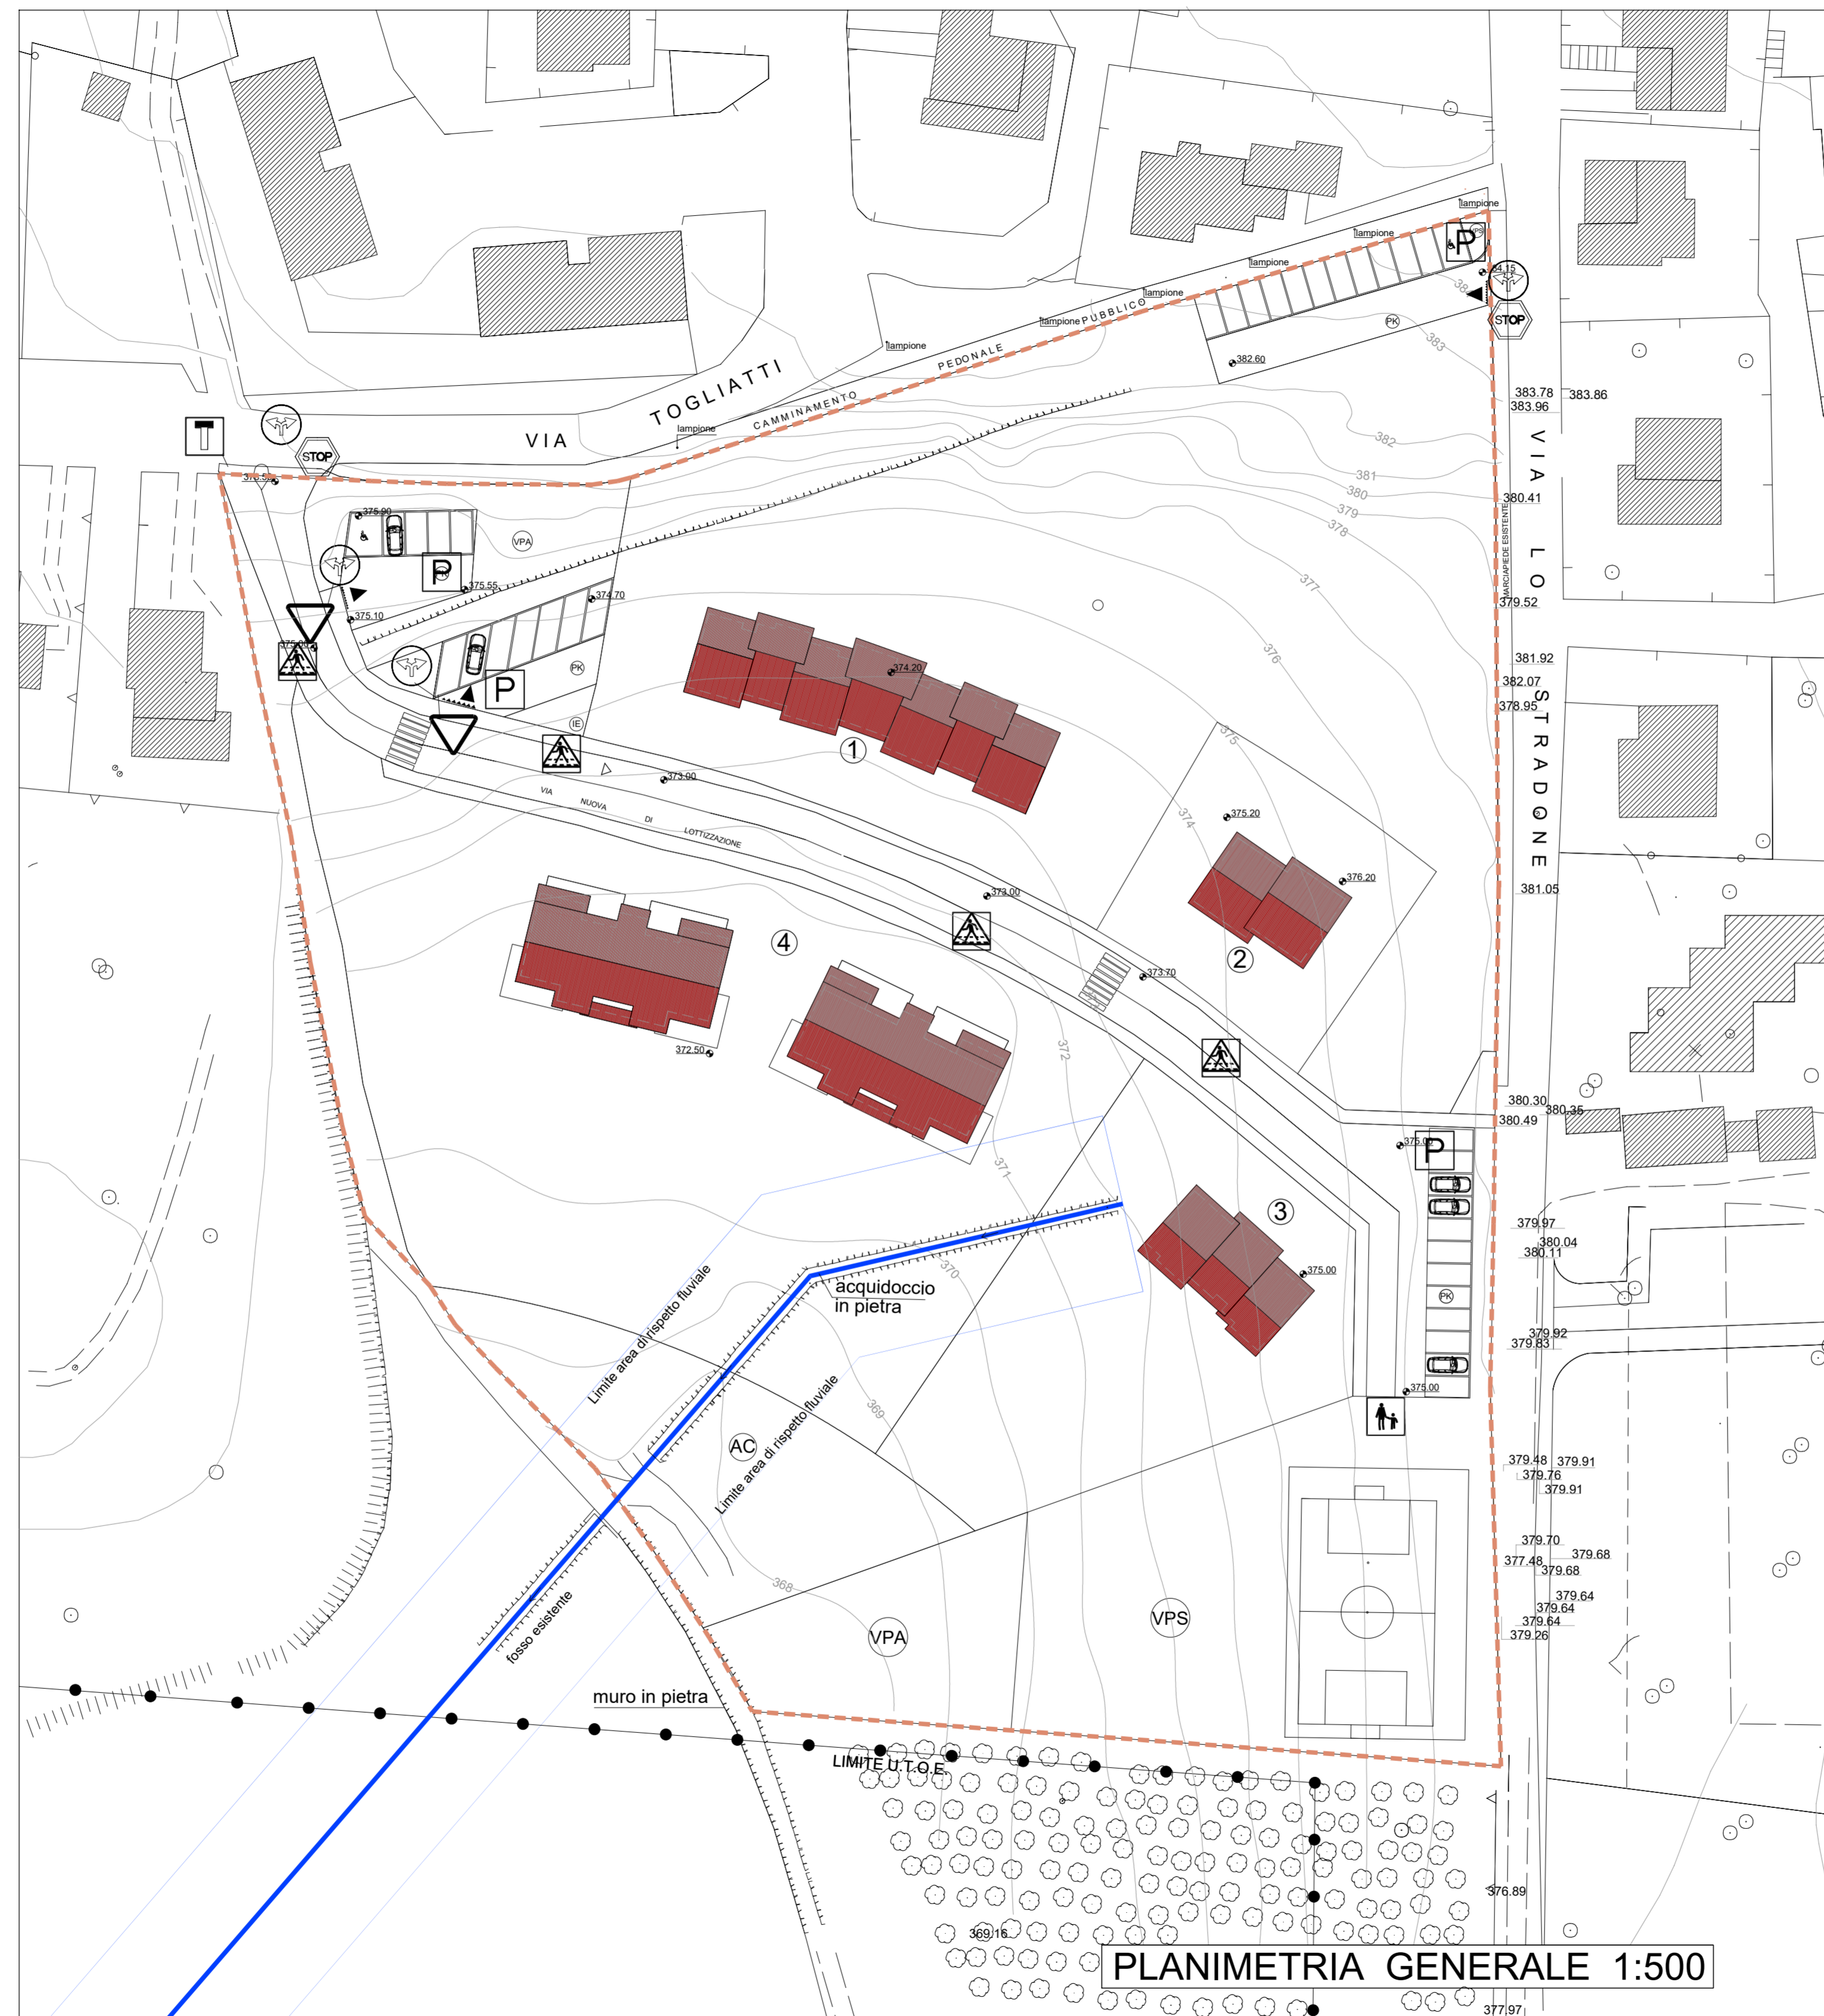 lampione
lampione
P
VPS
lampione
lampione
lampione PUBBLICO
lampione
PEDONALE
CAMMINAMENTO
VIA TOGLIATTI
lampione
STOP
PK
383
382.60
383.78
383.96
383.86
382
381
380
379
378
380.41
MARCIAPIEDE ESISTENTE
VIA LO STRADONE
STOP
375.90
VPA
P
375.55
375.10
374.70
PK
P
IE
377
376
375
374
379.52
381.92
382.07
378.95
374.20
1
373.00
VIA NUOVA DI LOTTIZZAZIONE
375.20
376.20
2
381.05
373.00
373.70
4
372.50
372
371
370
369
368
380.30
380.49
380.35
375.00
P
3
375.00
PK
375.00
379.97
380.04
380.11
379.92
379.83
acquidoccio
in pietra
Limite area di rispetto fluviale
Limite area di rispetto fluviale
AC
379.48
379.91
379.76
379.91
379.70
377.48
379.68
379.68
379.64
379.64
379.64
379.26
VPS
VPA
fosso esistente
muro in pietra
LIMITE U.T.O.E.
376.89
369.16
PLANIMETRIA GENERALE 1:500
377.97